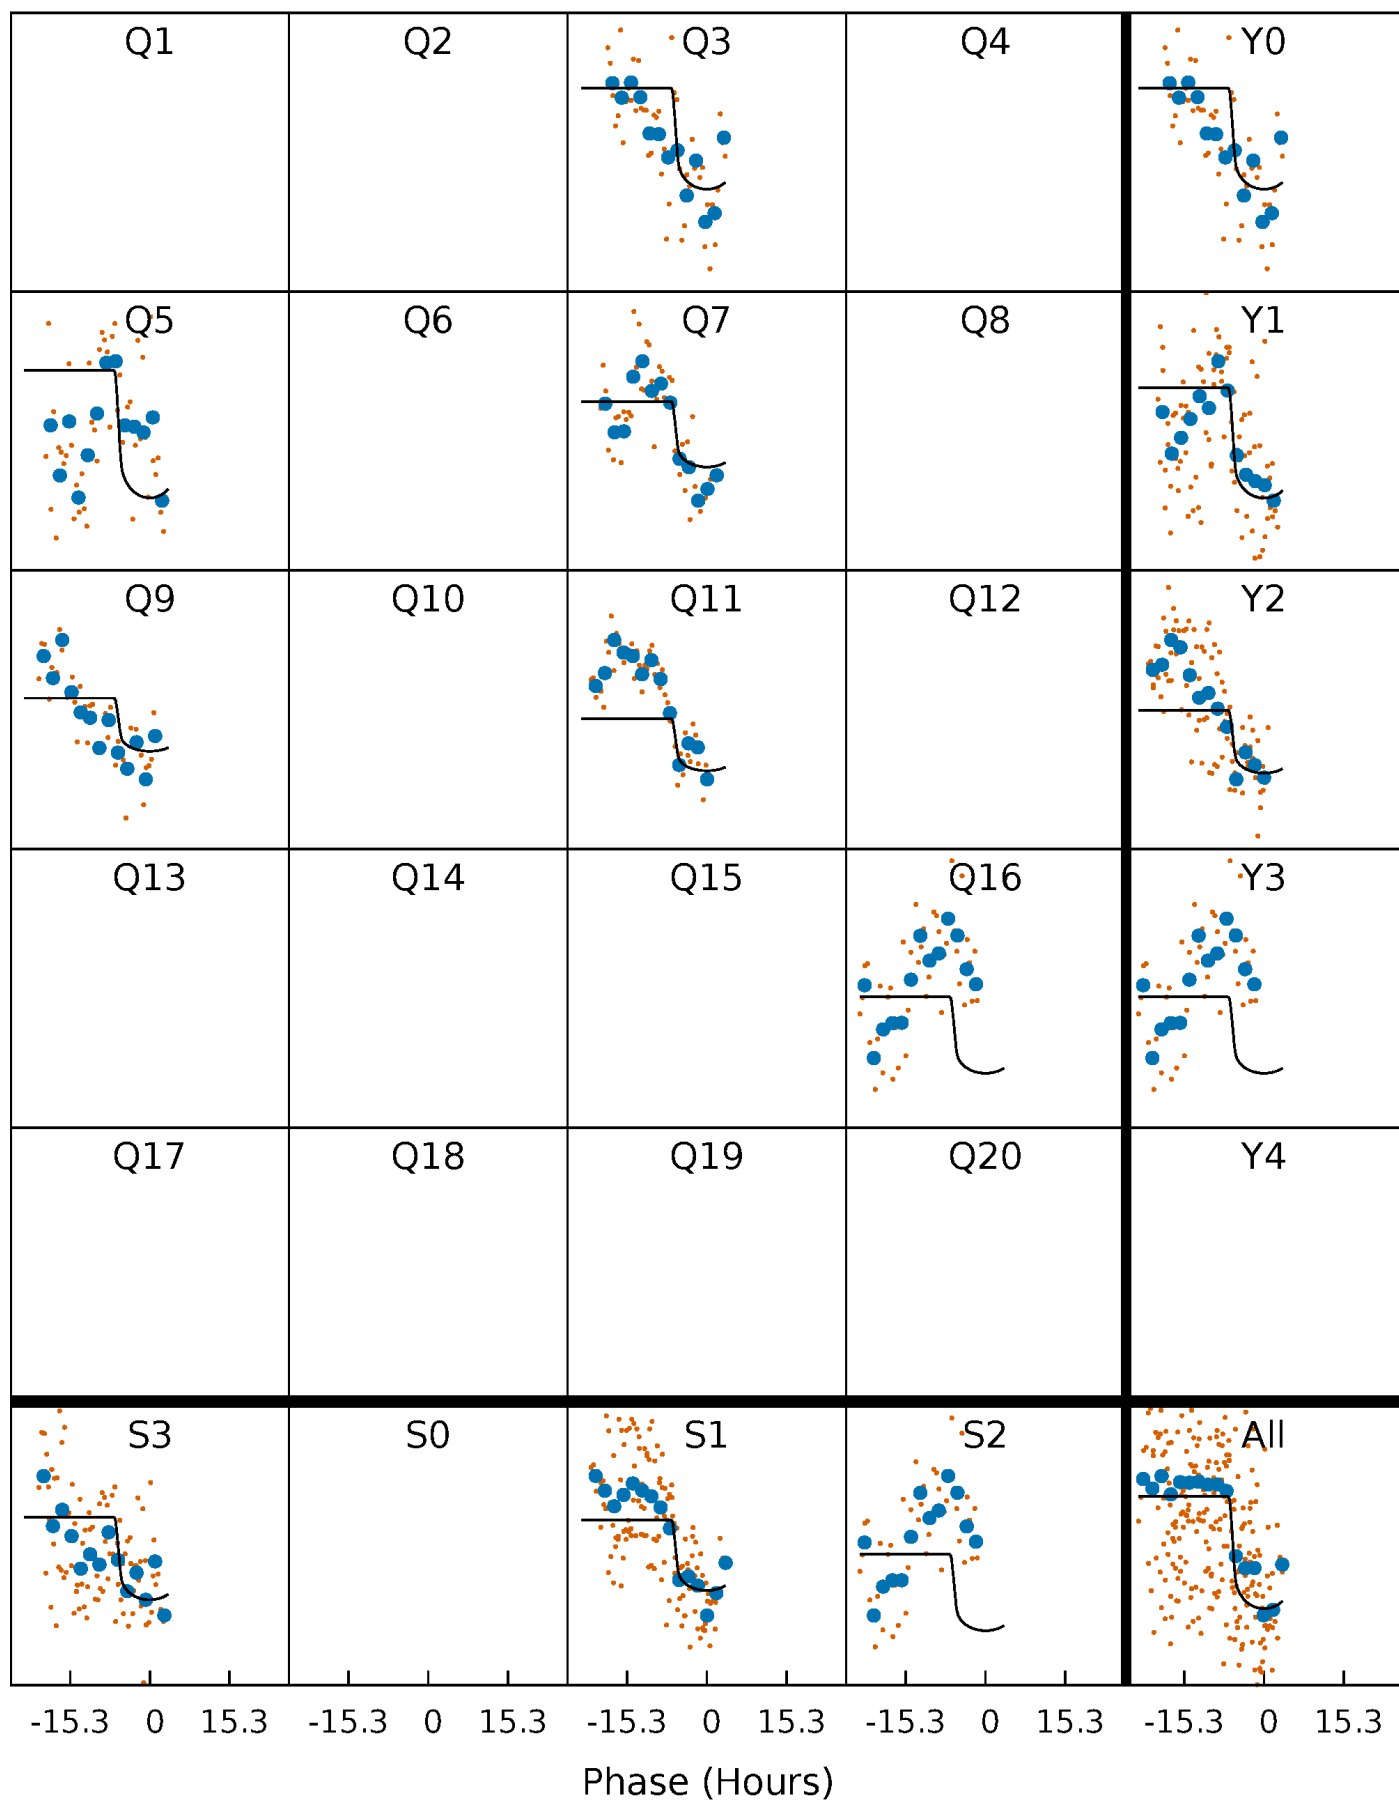 Q1 Q2 Q3 Q4 Y0
Q5 Q6 Q7 Q8 Y1
Q9 Q10 Q11 Q12 Y2
Q13 Q14 Q15 Q16 Y3
Q17 Q18 Q19 Q20 Y4
S3 S0 S1 S2 All
-15.3 0 15.3 -15.3 0 15.3 -15.3 0 15.3 -15.3 0 15.3 -15.3 0 15.3
Phase (Hours)